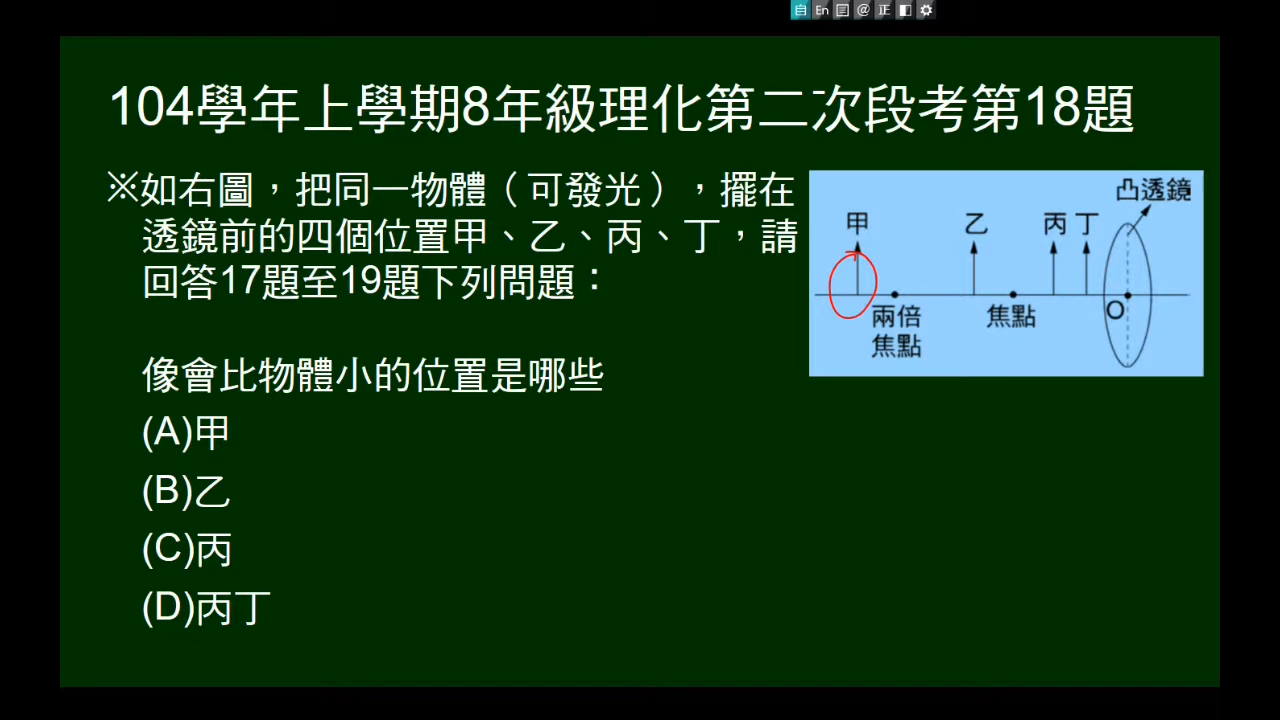 自 En @ 正
104學年上學期8年級理化第二次段考第18題
※如右圖，把同一物體（可發光），擺在
透鏡前的四個位置甲、乙、丙、丁，請
回答17題至19題下列問題：
像會比物體小的位置是哪些
(A)甲
(B)乙
(C)丙
(D)丙丁
凸透鏡
甲 乙 丙 丁
O
兩倍 焦點
焦點